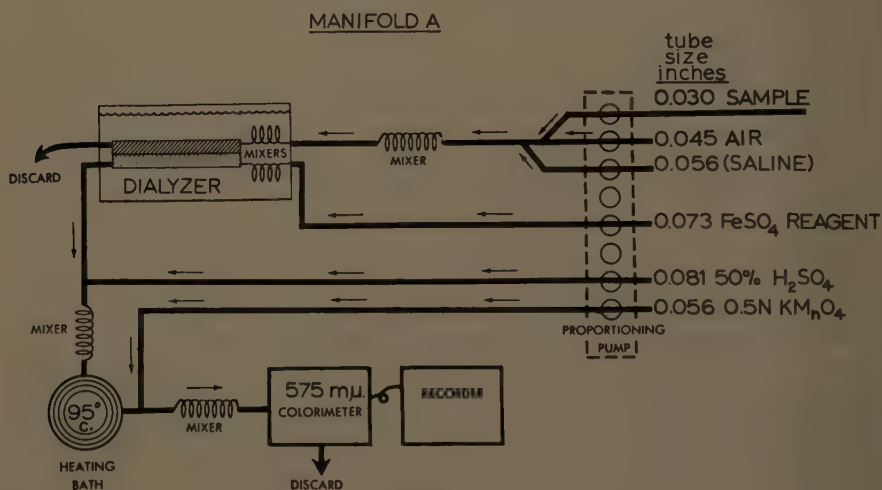 MANIFOLD A
tube
size
inches
0.030 SAMPLE
0.045 AIR
0.056 (SALINE)
0.073 FeSO4 REAGENT
0.081 50% H2SO4
0.056 0.5N KMnO4
PROPORTIONING
PUMP
MIXER
MIXERS
DIALYZER
DISCARD
MIXER
95°
C.
HEATING
BATH
MIXER
575 mμ.
COLORIMETER
RECORDER
DISCARD